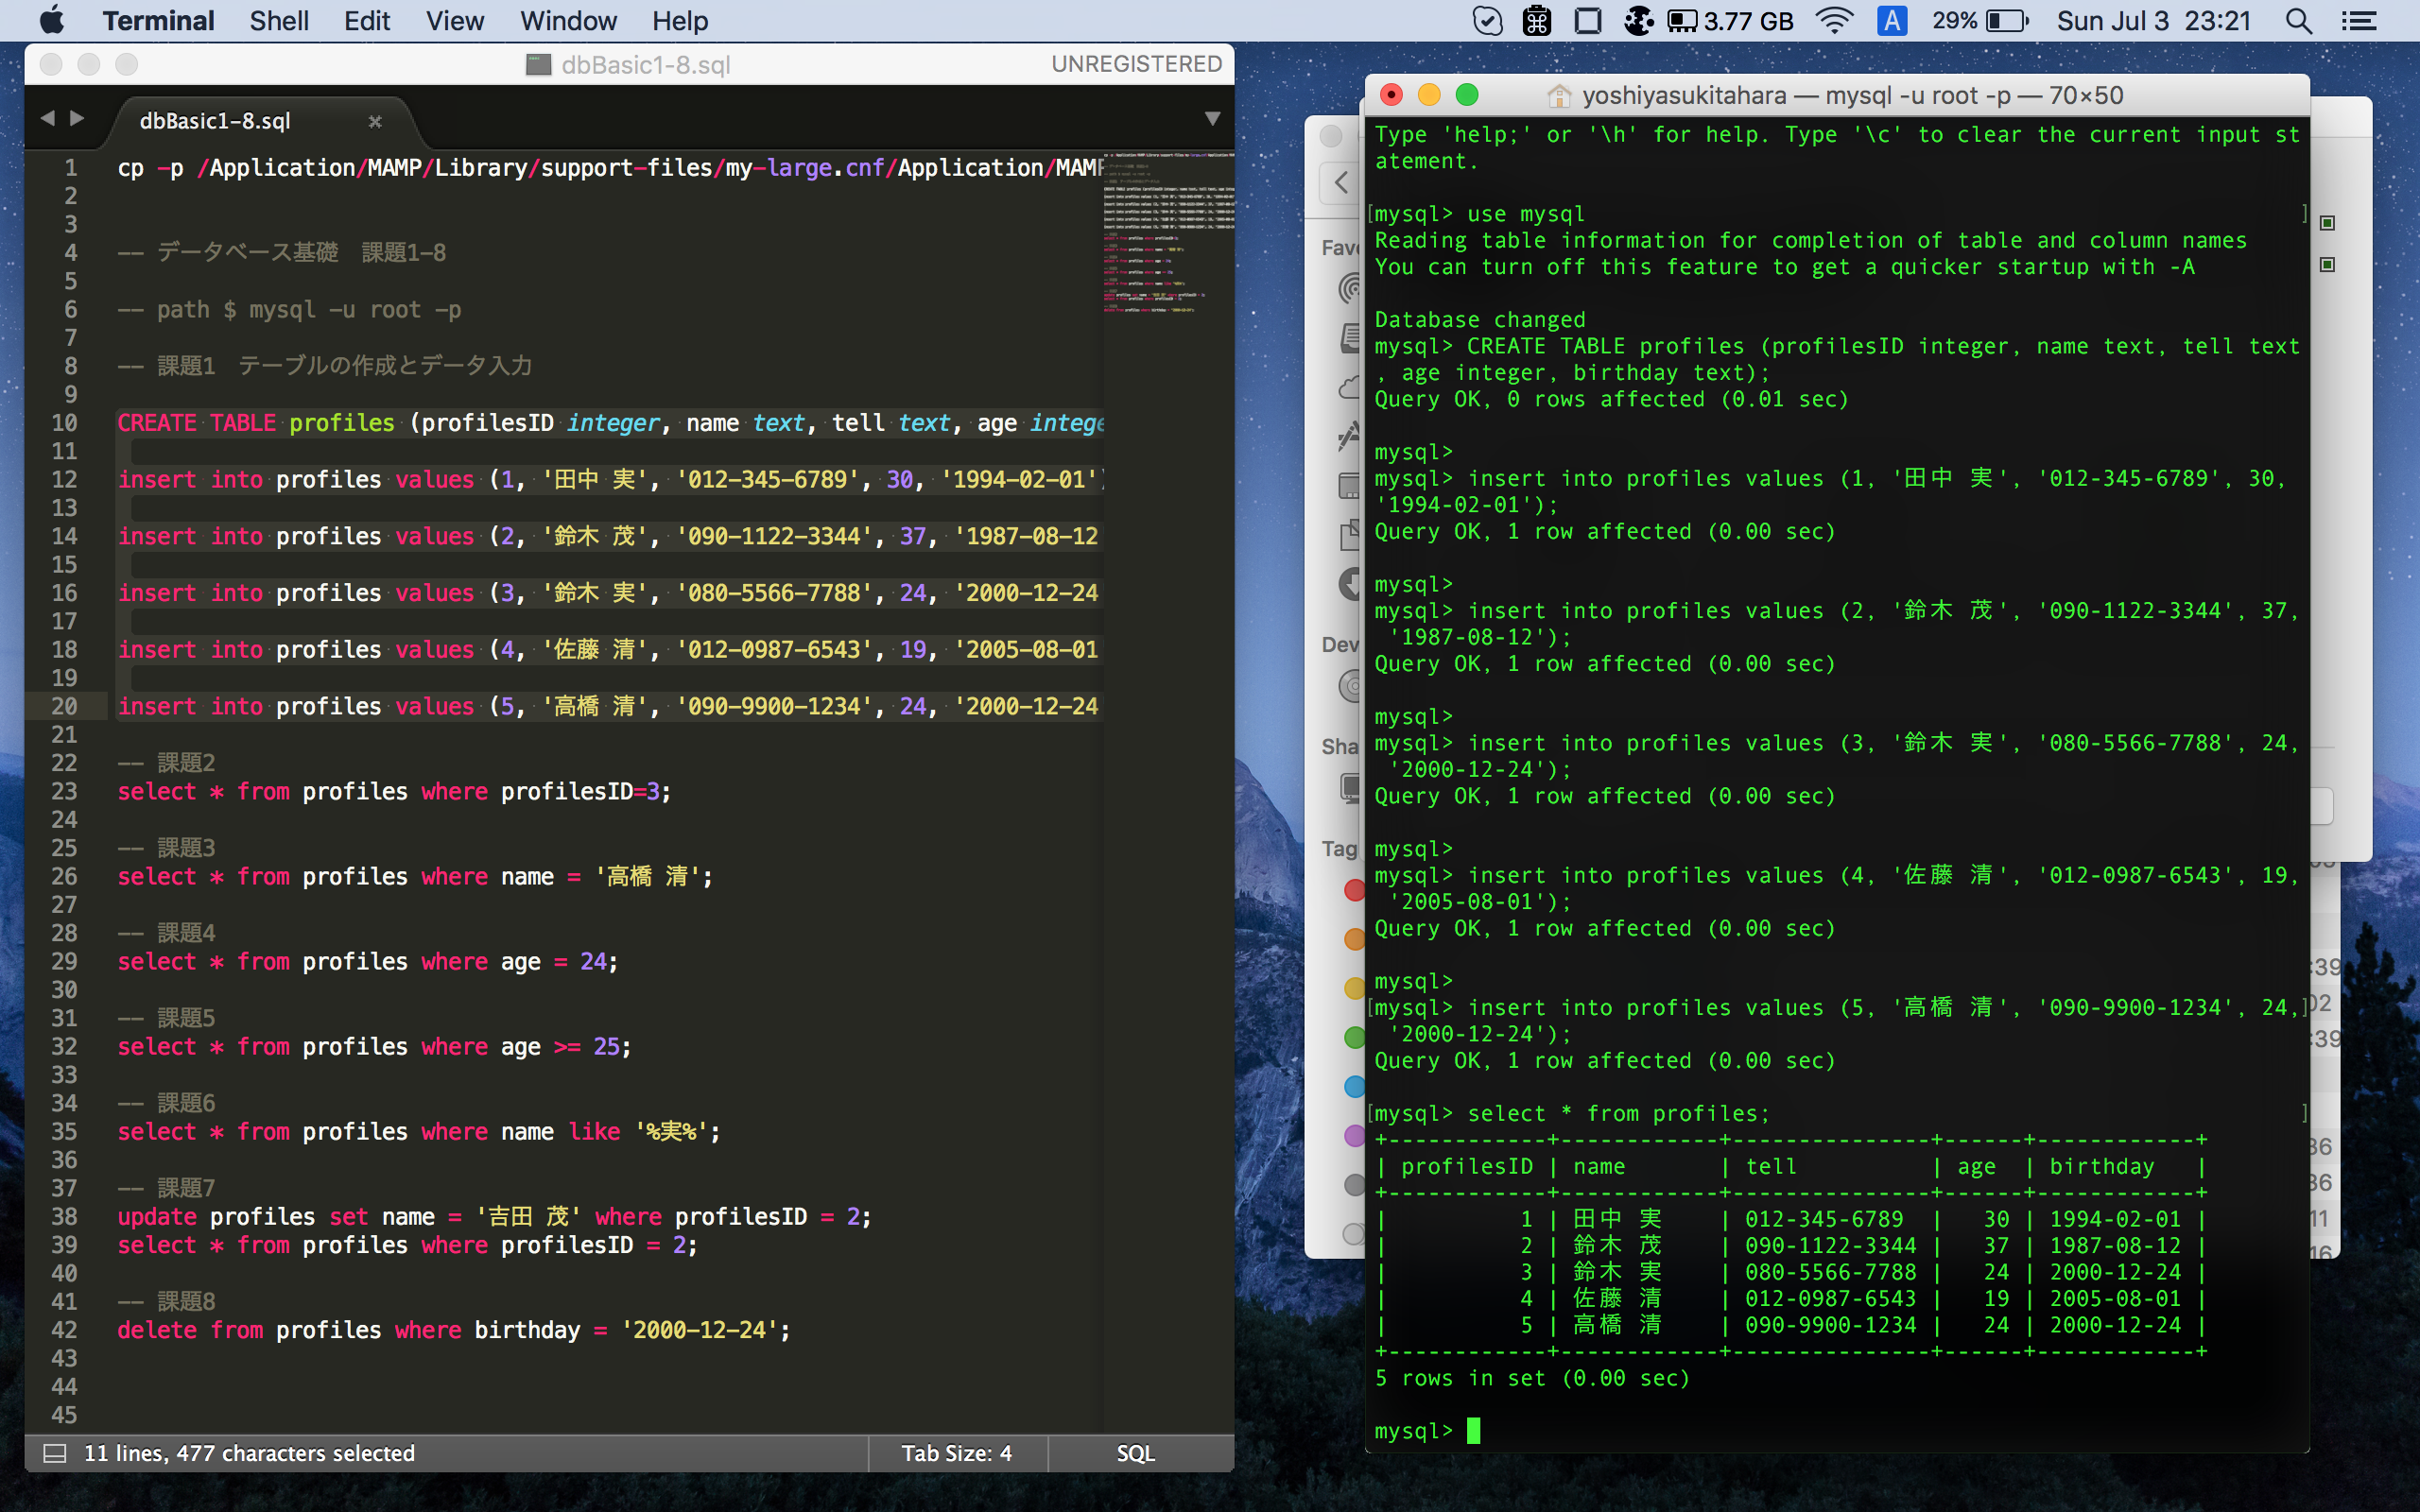 Terminal Shell Edit View Window Help 3.77 GB A 29% Sun Jul 3 23:21
dbBasic1-8.sql UNREGISTERED
dbBasic1-8.sql
1 cp -p /Application/MAMP/Library/support-files/my-large.cnf/Application/MAMP
2
3
4 -- データベース基礎　課題1-8
5
6 -- path $ mysql -u root -p
7
8 -- 課題1　テーブルの作成とデータ入力
9
10 CREATE TABLE profiles (profilesID integer, name text, tell text, age intege
11
12 insert into profiles values (1, '田中 実', '012-345-6789', 30, '1994-02-01')
13
14 insert into profiles values (2, '鈴木 茂', '090-1122-3344', 37, '1987-08-12
15
16 insert into profiles values (3, '鈴木 実', '080-5566-7788', 24, '2000-12-24
17
18 insert into profiles values (4, '佐藤 清', '012-0987-6543', 19, '2005-08-01
19
20 insert into profiles values (5, '高橋 清', '090-9900-1234', 24, '2000-12-24
21
22 -- 課題2
23 select * from profiles where profilesID=3;
24
25 -- 課題3
26 select * from profiles where name = '高橋 清';
27
28 -- 課題4
29 select * from profiles where age = 24;
30
31 -- 課題5
32 select * from profiles where age >= 25;
33
34 -- 課題6
35 select * from profiles where name like '%実%';
36
37 -- 課題7
38 update profiles set name = '吉田 茂' where profilesID = 2;
39 select * from profiles where profilesID = 2;
40
41 -- 課題8
42 delete from profiles where birthday = '2000-12-24';
43
44
45
11 lines, 477 characters selected Tab Size: 4 SQL
Fav
Dev
Sha
Tag
yoshiyasukitahara — mysql -u root -p — 70×50
Type 'help;' or '\h' for help. Type '\c' to clear the current input st
atement.
[mysql> use mysql ]
Reading table information for completion of table and column names
You can turn off this feature to get a quicker startup with -A
Database changed
mysql> CREATE TABLE profiles (profilesID integer, name text, tell text
, age integer, birthday text);
Query OK, 0 rows affected (0.01 sec)
mysql>
mysql> insert into profiles values (1, '田中 実', '012-345-6789', 30,
'1994-02-01');
Query OK, 1 row affected (0.00 sec)
mysql>
mysql> insert into profiles values (2, '鈴木 茂', '090-1122-3344', 37,
'1987-08-12');
Query OK, 1 row affected (0.00 sec)
mysql>
mysql> insert into profiles values (3, '鈴木 実', '080-5566-7788', 24,
'2000-12-24');
Query OK, 1 row affected (0.00 sec)
mysql>
mysql> insert into profiles values (4, '佐藤 清', '012-0987-6543', 19,
'2005-08-01');
Query OK, 1 row affected (0.00 sec)
mysql>
[mysql> insert into profiles values (5, '高橋 清', '090-9900-1234', 24,]
'2000-12-24');
Query OK, 1 row affected (0.00 sec)
[mysql> select * from profiles; ]
+------------+------------+---------------+------+------------+
| profilesID | name | tell | age | birthday |
+------------+------------+---------------+------+------------+
| 1 | 田中 実 | 012-345-6789 | 30 | 1994-02-01 |
| 2 | 鈴木 茂 | 090-1122-3344 | 37 | 1987-08-12 |
| 3 | 鈴木 実 | 080-5566-7788 | 24 | 2000-12-24 |
| 4 | 佐藤 清 | 012-0987-6543 | 19 | 2005-08-01 |
| 5 | 高橋 清 | 090-9900-1234 | 24 | 2000-12-24 |
+------------+------------+---------------+------+------------+
5 rows in set (0.00 sec)
mysql>
:39
02
:39
36
36
11
16